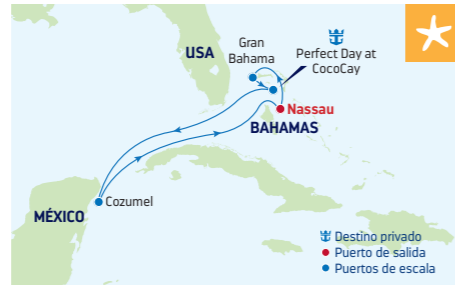 USA
Gran
Bahama
Perfect Day at
CocoCay
Nassau
BAHAMAS
Cozumel
MÉXICO
Destino privado
Puerto de salida
Puertos de escala